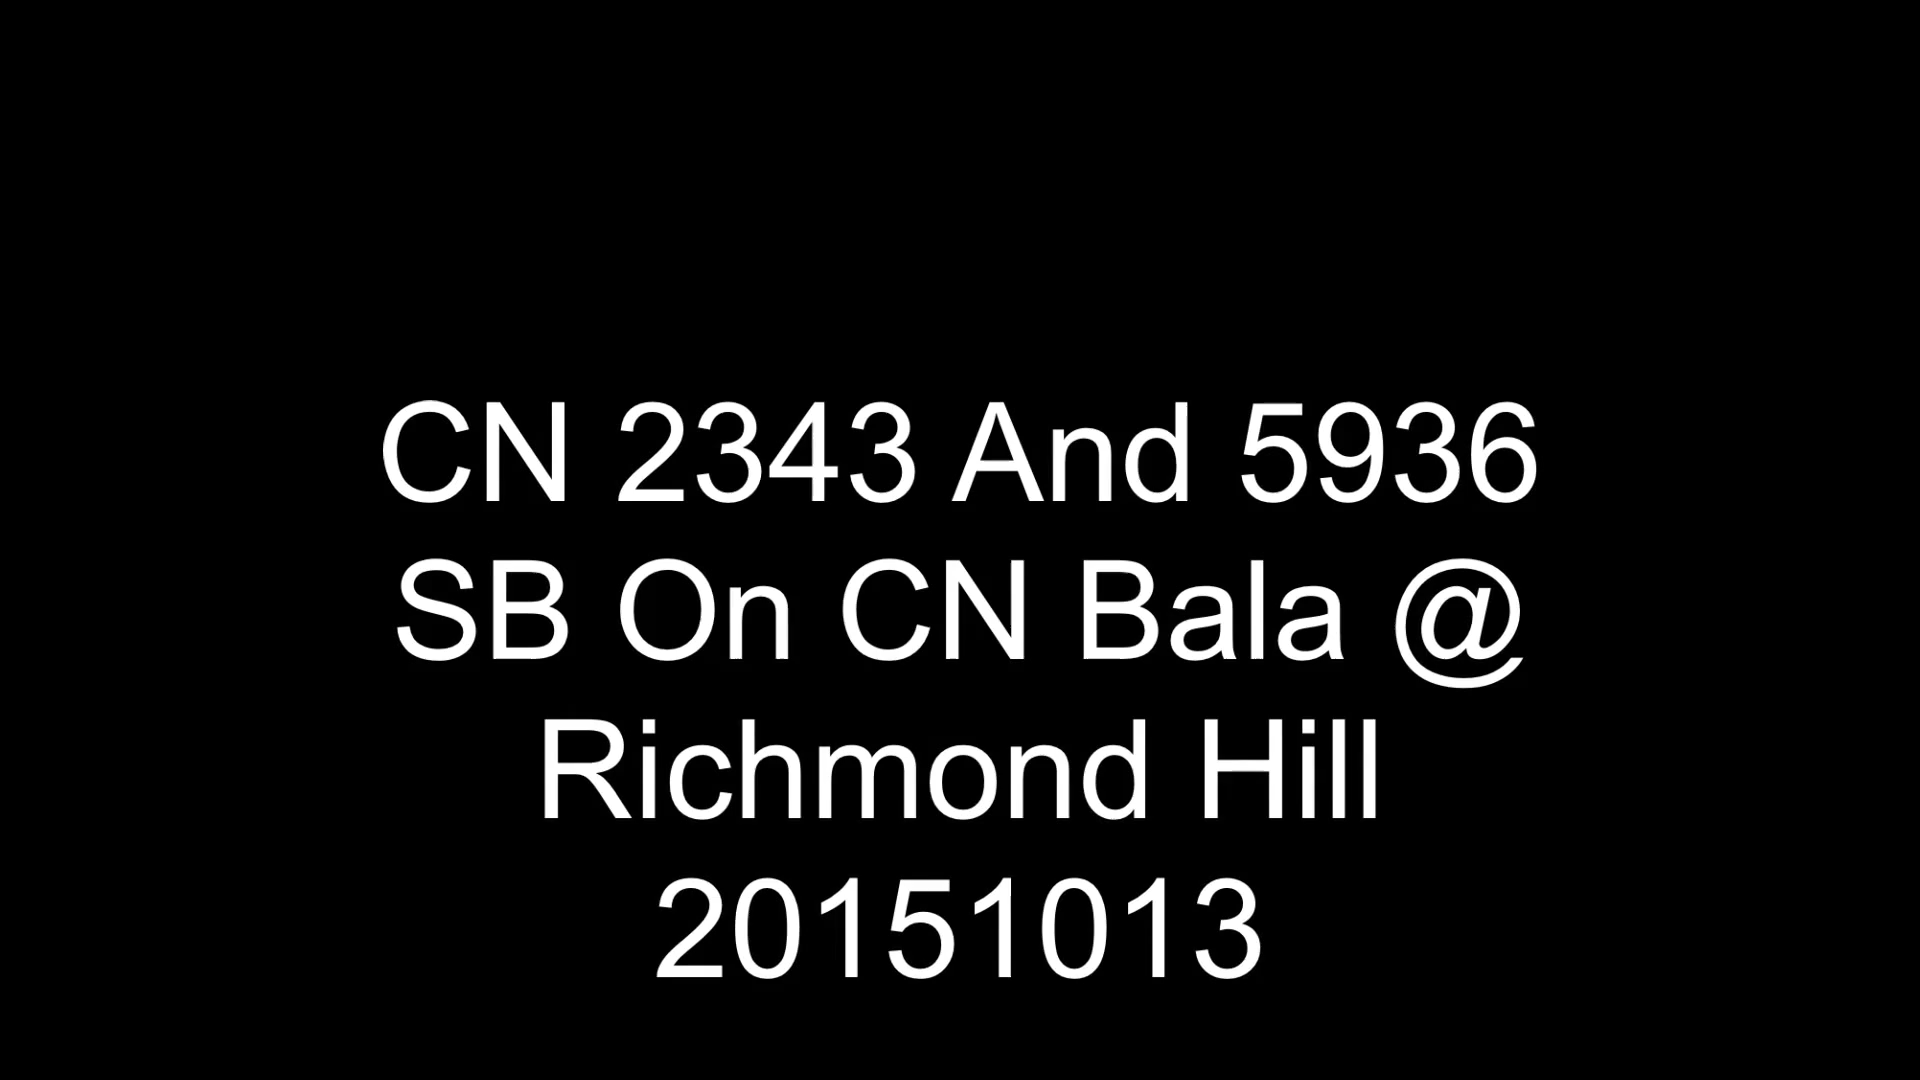 CN 2343 And 5936
SB On CN Bala @
Richmond Hill
20151013